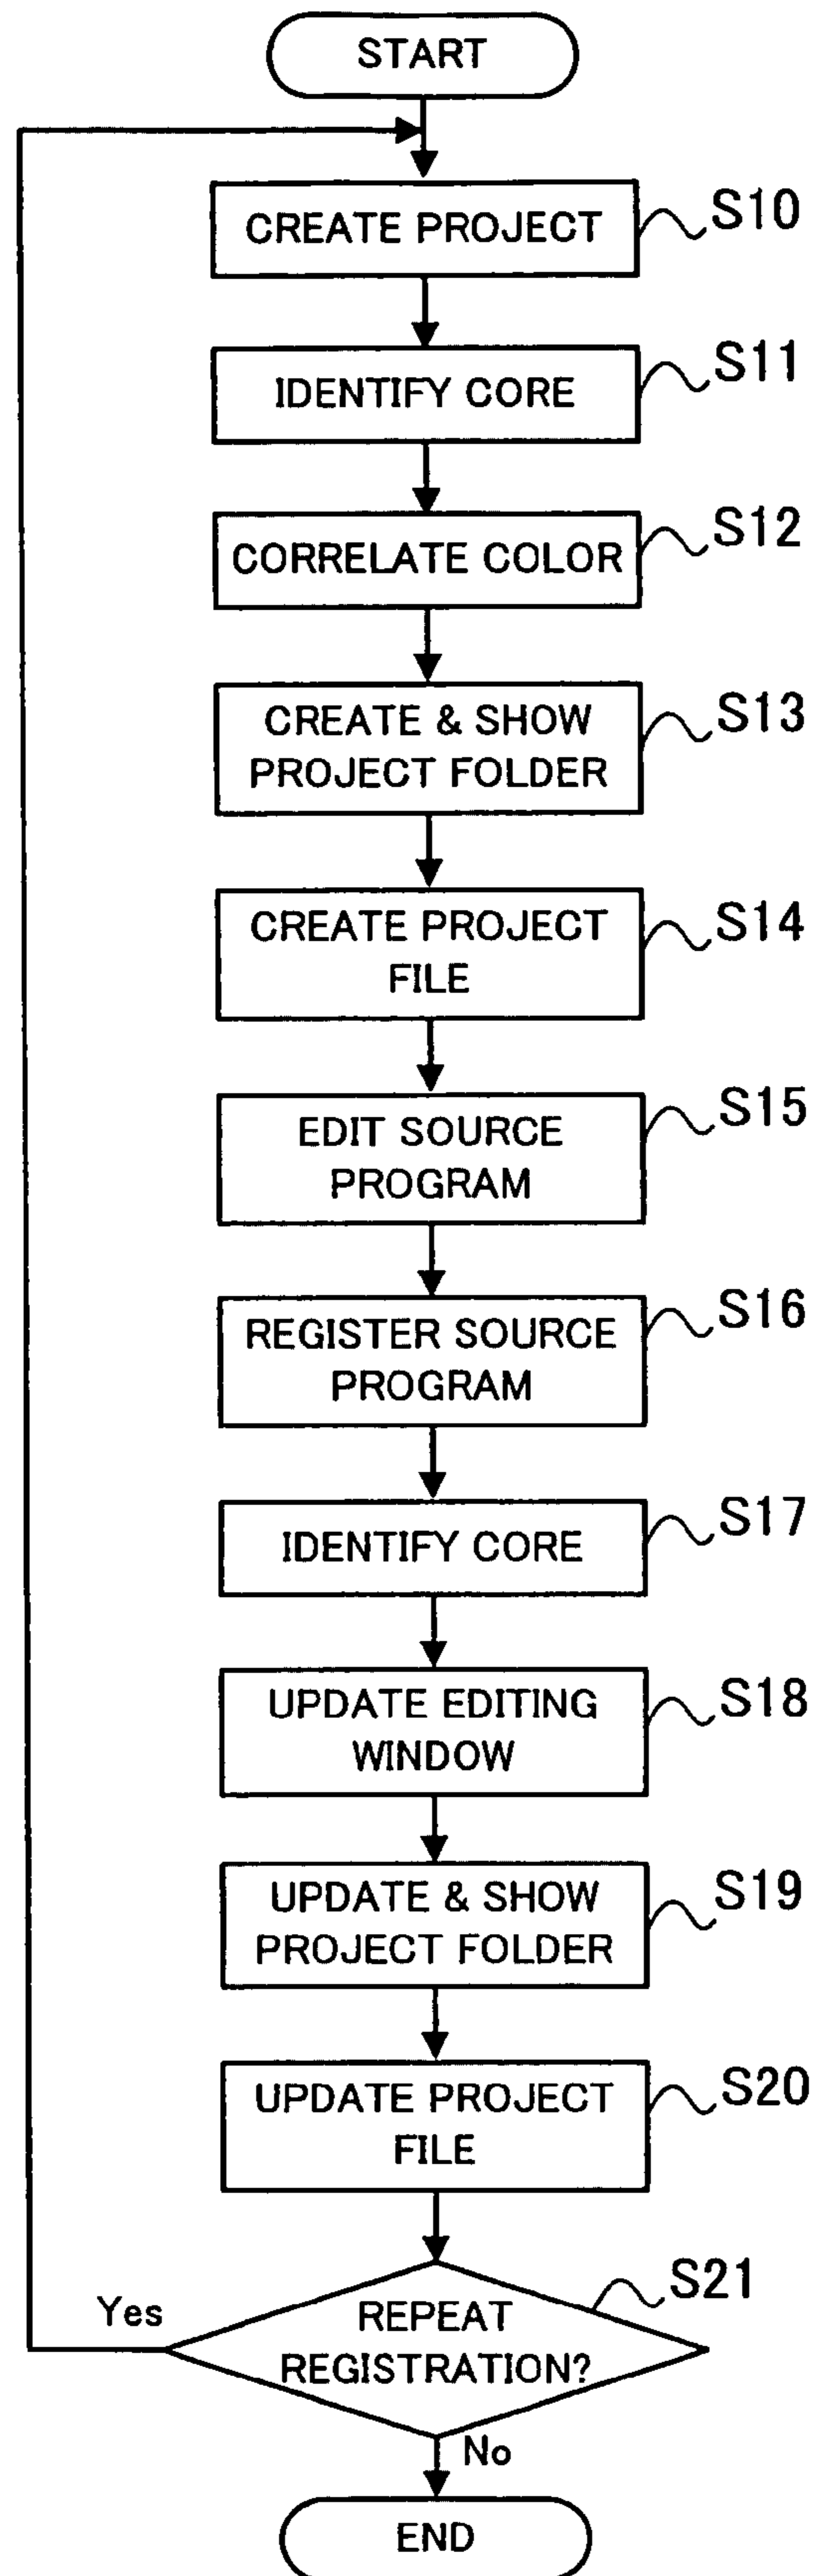 START
CREATE PROJECT
S10
IDENTIFY CORE
S11
CORRELATE COLOR
S12
CREATE & SHOW
PROJECT FOLDER
S13
CREATE PROJECT
FILE
S14
EDIT SOURCE
PROGRAM
S15
REGISTER SOURCE
PROGRAM
S16
IDENTIFY CORE
S17
UPDATE EDITING
WINDOW
S18
UPDATE & SHOW
PROJECT FOLDER
S19
UPDATE PROJECT
FILE
S20
REPEAT
REGISTRATION?
S21
Yes
No
END